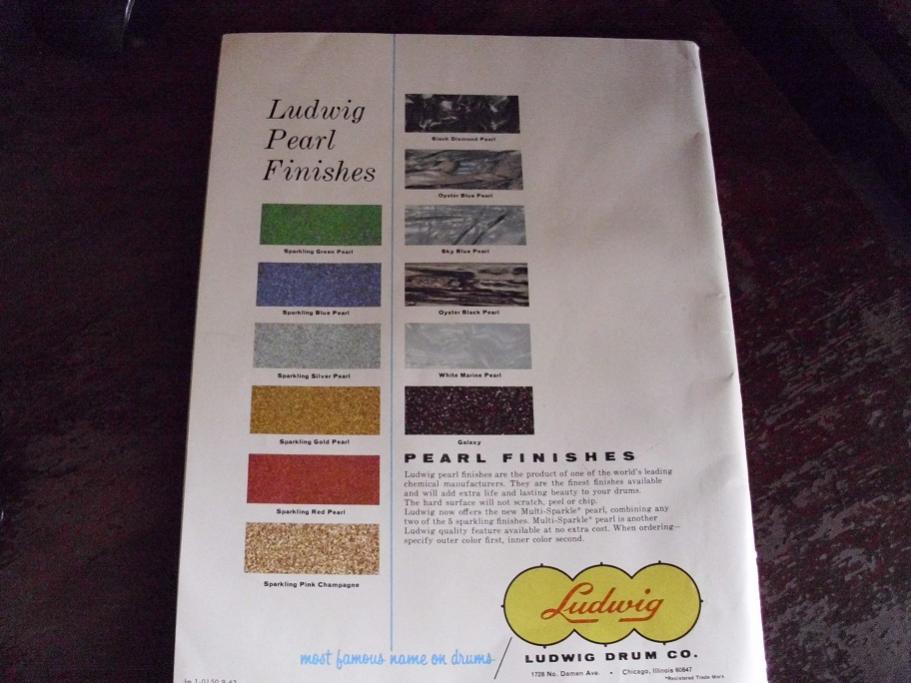 Ludwig
Pearl
Finishes
Sparkling Green Pearl
Sparkling Blue Pearl
Sparkling Silver Pearl
Sparkling Gold Pearl
Sparkling Red Pearl
Sparkling Pink Champagne
Black Diamond Pearl
Oyster Blue Pearl
Sky Blue Pearl
Oyster Black Pearl
White Marine Pearl
Galaxy
PEARL FINISHES
Ludwig pearl finishes are the product of one of the world's leading
chemical manufacturers. They are the finest finishes available
and will add extra life and lasting beauty to your drums.
The hard surface will not scratch, peel or chip.
Ludwig now offers the new Multi-Sparkle* pearl, combining any
two of the 5 sparkling finishes. Multi-Sparkle* pearl is another
Ludwig quality feature available at no extra cost. When ordering—
specify outer color first, inner color second.
Ludwig
most famous name on drums
LUDWIG DRUM CO.
1728 No. Damen Ave. • Chicago, Illinois 60647
*Registered Trade Mark